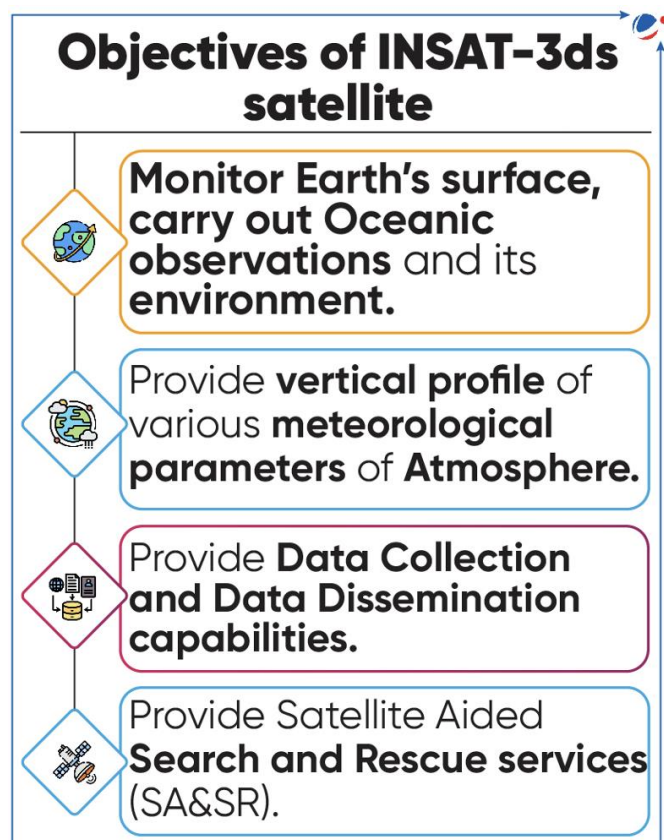 Objectives of INSAT-3ds
satellite
Monitor Earth's surface,
carry out Oceanic
observations and its
environment.
Provide vertical profile of
various meteorological
parameters of Atmosphere.
Provide Data Collection
and Data Dissemination
capabilities.
Provide Satellite Aided
Search and Rescue services
(SA&SR).